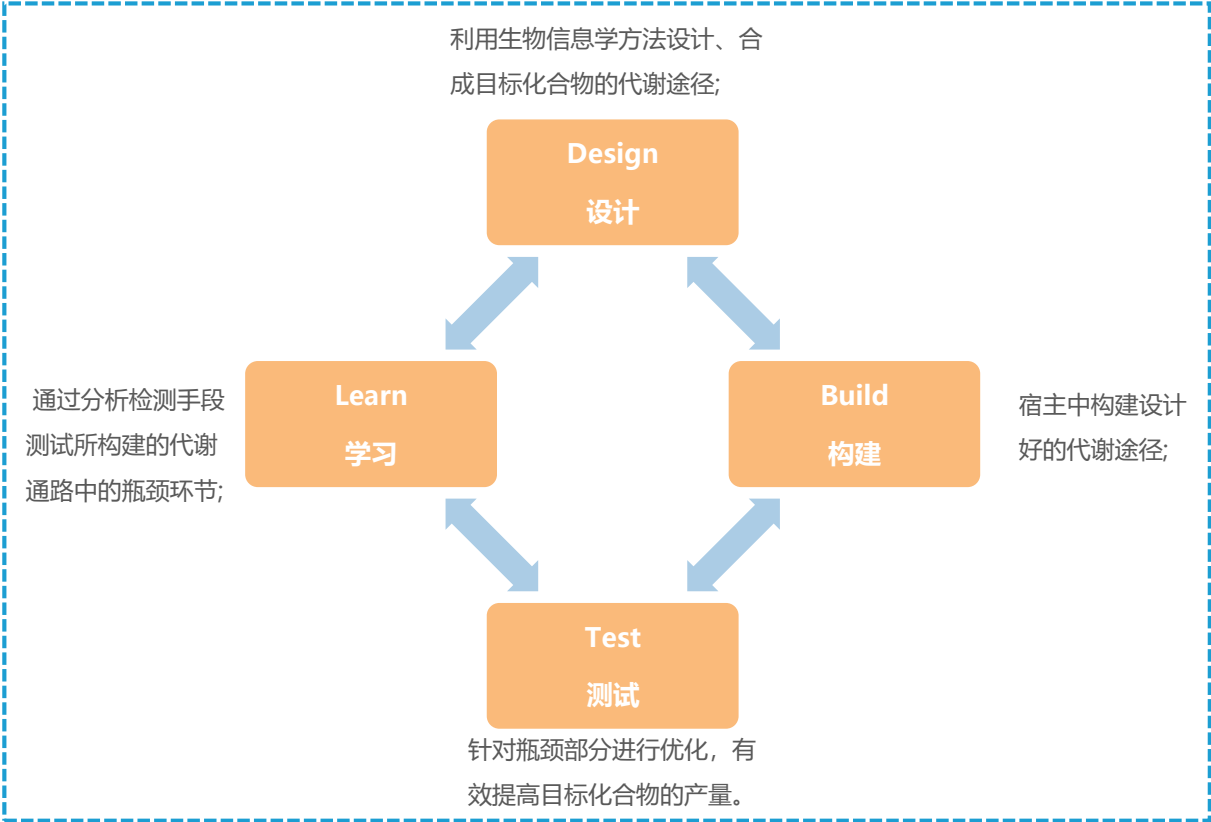 利用生物信息学方法设计、合
成目标化合物的代谢途径;
Design
设计
Learn
学习
通过分析检测手段
测试所构建的代谢
通路中的瓶颈环节;
Build
构建
宿主中构建设计
好的代谢途径;
Test
测试
针对瓶颈部分进行优化，有
效提高目标化合物的产量。